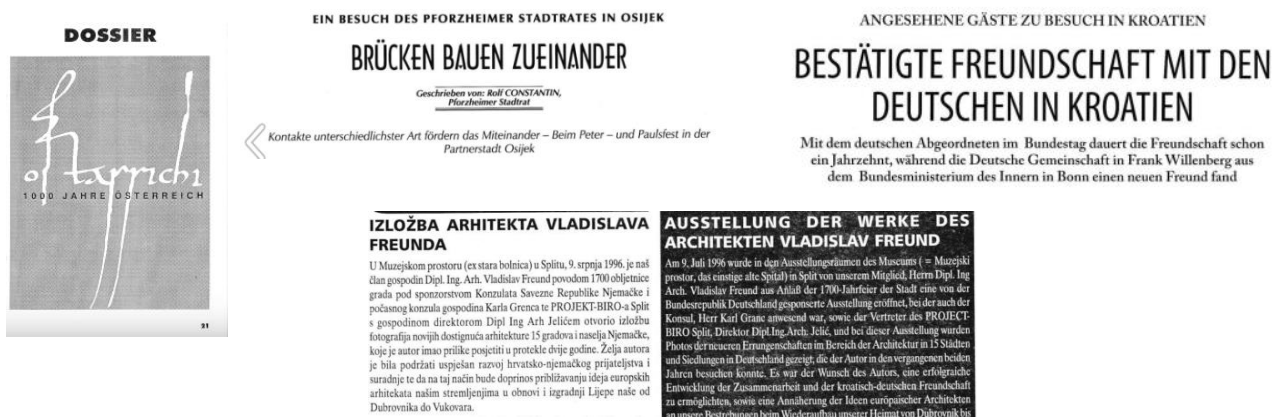 DOSSIER
ostarrichi
1000 JAHRE ÖSTERREICH
21
EIN BESUCH DES PFORZHEIMER STADTRATES IN OSIJEK
BRÜCKEN BAUEN ZUEINANDER
Geschrieben von: Rolf CONSTANTIN,
Pforzheimer Stadtrat
Kontakte unterschiedlichster Art fördern das Miteinander – Beim Peter – und Paulsfest in der
Partnerstadt Osijek
ANGESEHENE GÄSTE ZU BESUCH IN KROATIEN
BESTÄTIGTE FREUNDSCHAFT MIT DEN
DEUTSCHEN IN KROATIEN
Mit dem deutschen Abgeordneten im Bundestag dauert die Freundschaft schon
ein Jahrzehnt, während die Deutsche Gemeinschaft in Frank Willenberg aus
dem Bundesministerium des Innern in Bonn einen neuen Freund fand
IZLOŽBA ARHITEKTA VLADISLAVA
FREUNDA
U Muzejskom prostoru (ex stara bolnica) u Splitu, 9. srpnja 1996. je naš
član gospodin Dipl. Ing. Arh. Vladislav Freund povodom 1700 obljetnice
grada pod sponzorstvom Konzulata Savezne Republike Njemačke i
počasnog konzula gospodina Karla Grenca te PROJEKT-BIRO-a Split
s gospodinom direktorom Dipl Ing Arh Jelićem otvorio izložbu
fotografija novijih dostignuća arhitekture 15 gradova i naselja Njemačke,
koje je autor imao prilike posjetiti u protekle dvije godine. Želja autora
je bila podržati uspješan razvoj hrvatsko-njemačkog prijateljstva i
suradnje te da na taj način bude doprinos približavanju ideja europskih
arhitekata našim stremljenjima u obnovi i izgradnji Lijepe naše od
Dubrovnika do Vukovara.
AUSSTELLUNG DER WERKE DES
ARCHITEKTEN VLADISLAV FREUND
Am 9. Juli 1996 wurde in den Ausstellungsräumen des Museums ( = Muzejski
prostor, das einstige alte Spital) in Split von unserem Mitglied, Herrn Dipl. Ing
Arch. Vladislav Freund aus Anlaß der 1700-Jahrfeier der Stadt eine von der
Bundesrepublik Deutschland gesponserte Ausstellung eröffnet, bei der auch der
Konsul, Herr Karl Granc anwesend war, sowie der Vertreter des PROJECT-
BIRO Split, Direktor Dipl.Ing.Arch. Jelić, und bei dieser Ausstellung wurden
Photos der neueren Errungenschaften im Bereich der Architektur in 15 Städten
und Siedlungen in Deutschland gezeigt, die der Autor in den vergangenen beiden
Jahren besuchen konnte. Es war der Wunsch des Autors, eine erfolgraiche
Entwicklung der Zusammenarbeit und der kroatisch-deutschen Freundschaft
zu ermöglichten, sowie eine Annäherung der Ideen europäischer Architekten
an unsere Bestrebungen beim Wiederaufbau unserer Heimat von Dubrovnik bis